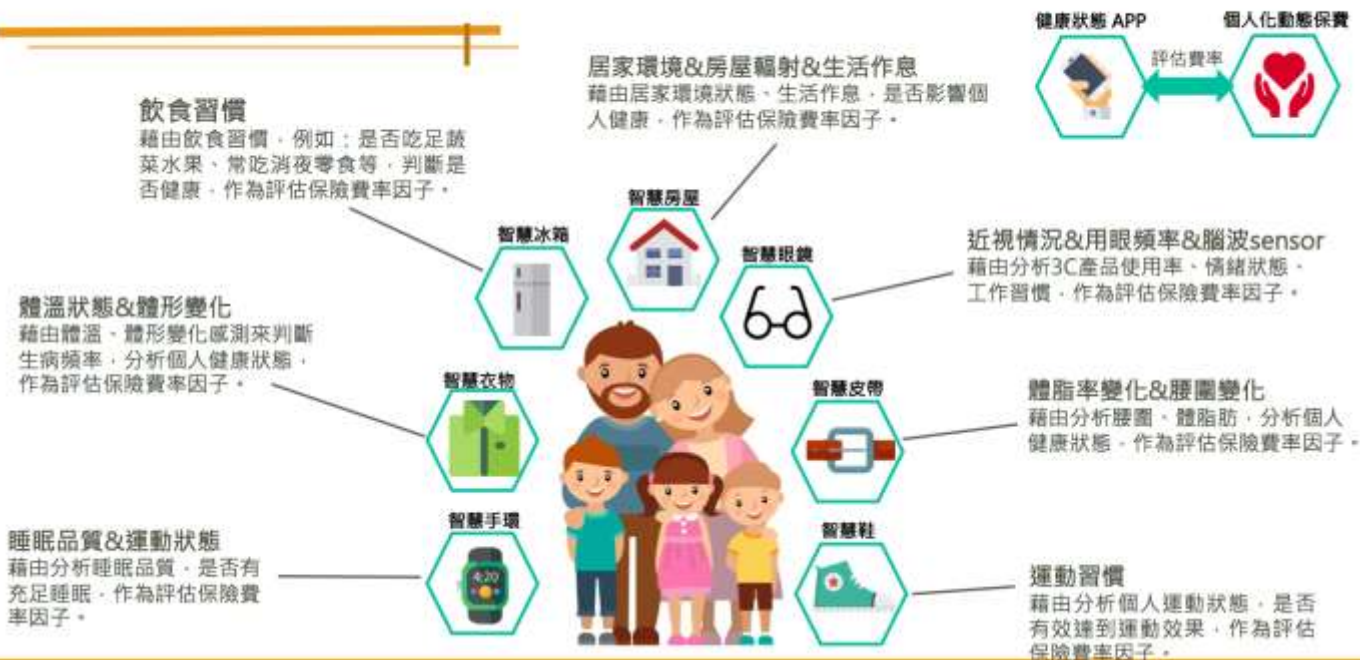 健康狀態 APP
個人化動態保費
評估費率
居家環境&房屋輻射&生活作息
藉由居家環境狀態、生活作息，是否影響個
人健康，作為評估保險費率因子。
飲食習慣
藉由飲食習慣，例如：是否吃足蔬
菜水果、常吃消夜零食等，判斷是
否健康，作為評估保險費率因子。
智慧房屋
智慧冰箱
智慧眼鏡
近視情況&用眼頻率&腦波sensor
藉由分析3C產品使用率、情緒狀態、
工作習慣，作為評估保險費率因子。
體溫狀態&體形變化
藉由體溫、體形變化感測來判斷
生病頻率，分析個人健康狀態，
作為評估保險費率因子。
智慧衣物
智慧皮帶
體脂率變化&腰圍變化
藉由分析腰圍、體脂肪，分析個人
健康狀態，作為評估保險費率因子。
智慧手環
4:20
智慧鞋
睡眠品質&運動狀態
藉由分析睡眠品質，是否有
充足睡眠，作為評估保險費
率因子。
運動習慣
藉由分析個人運動狀態，是否
有效達到運動效果，作為評估
保險費率因子。